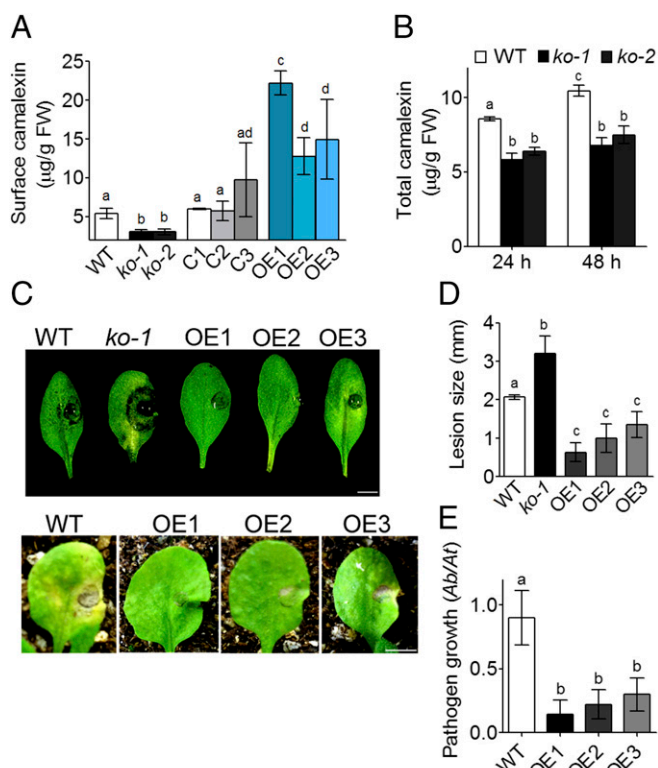 A
Surface camalexin
(µg/g FW)
25
20
15
10
5
a
b
b
a
a
ad
c
d
d
WT
ko-1
ko-2
C1
C2
C3
OE1
OE2
OE3
B
WT ko-1 ko-2
Total camalexin
(µg/g FW)
10
5
0
a
b
b
c
b
b
24 h 48 h
C
WT ko-1 OE1 OE2 OE3
WT OE1 OE2 OE3
D
Lesion size (mm)
4
3
2
1
0
a
b
c
c
c
WT
ko-1
OE1
OE2
OE3
E
Pathogen growth (Ab/At)
1.0
0.5
0.0
a
b
b
b
WT
OE1
OE2
OE3